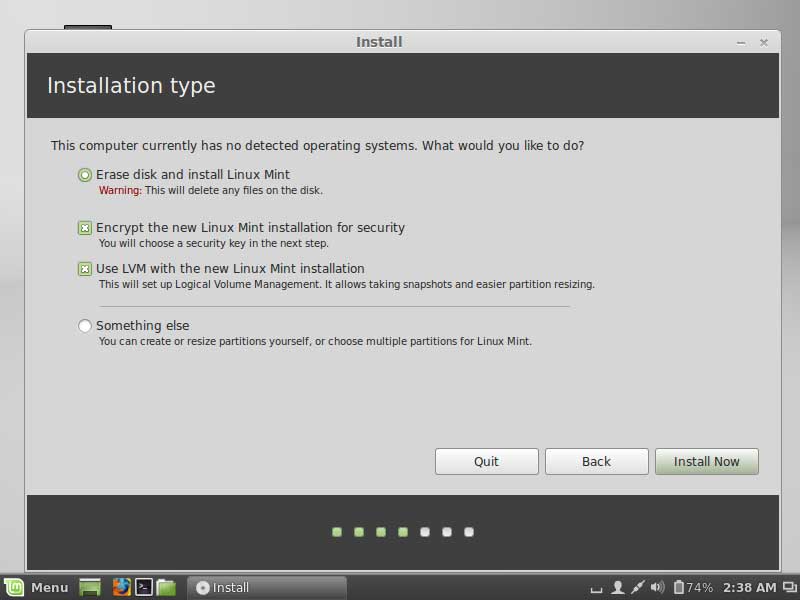 Install
Installation type
This computer currently has no detected operating systems. What would you like to do?
Erase disk and install Linux Mint
Warning: This will delete any files on the disk.
Encrypt the new Linux Mint installation for security
You will choose a security key in the next step.
Use LVM with the new Linux Mint installation
This will set up Logical Volume Management. It allows taking snapshots and easier partition resizing.
Something else
You can create or resize partitions yourself, or choose multiple partitions for Linux Mint.
Quit Back Install Now
Menu Install 74% 2:38 AM